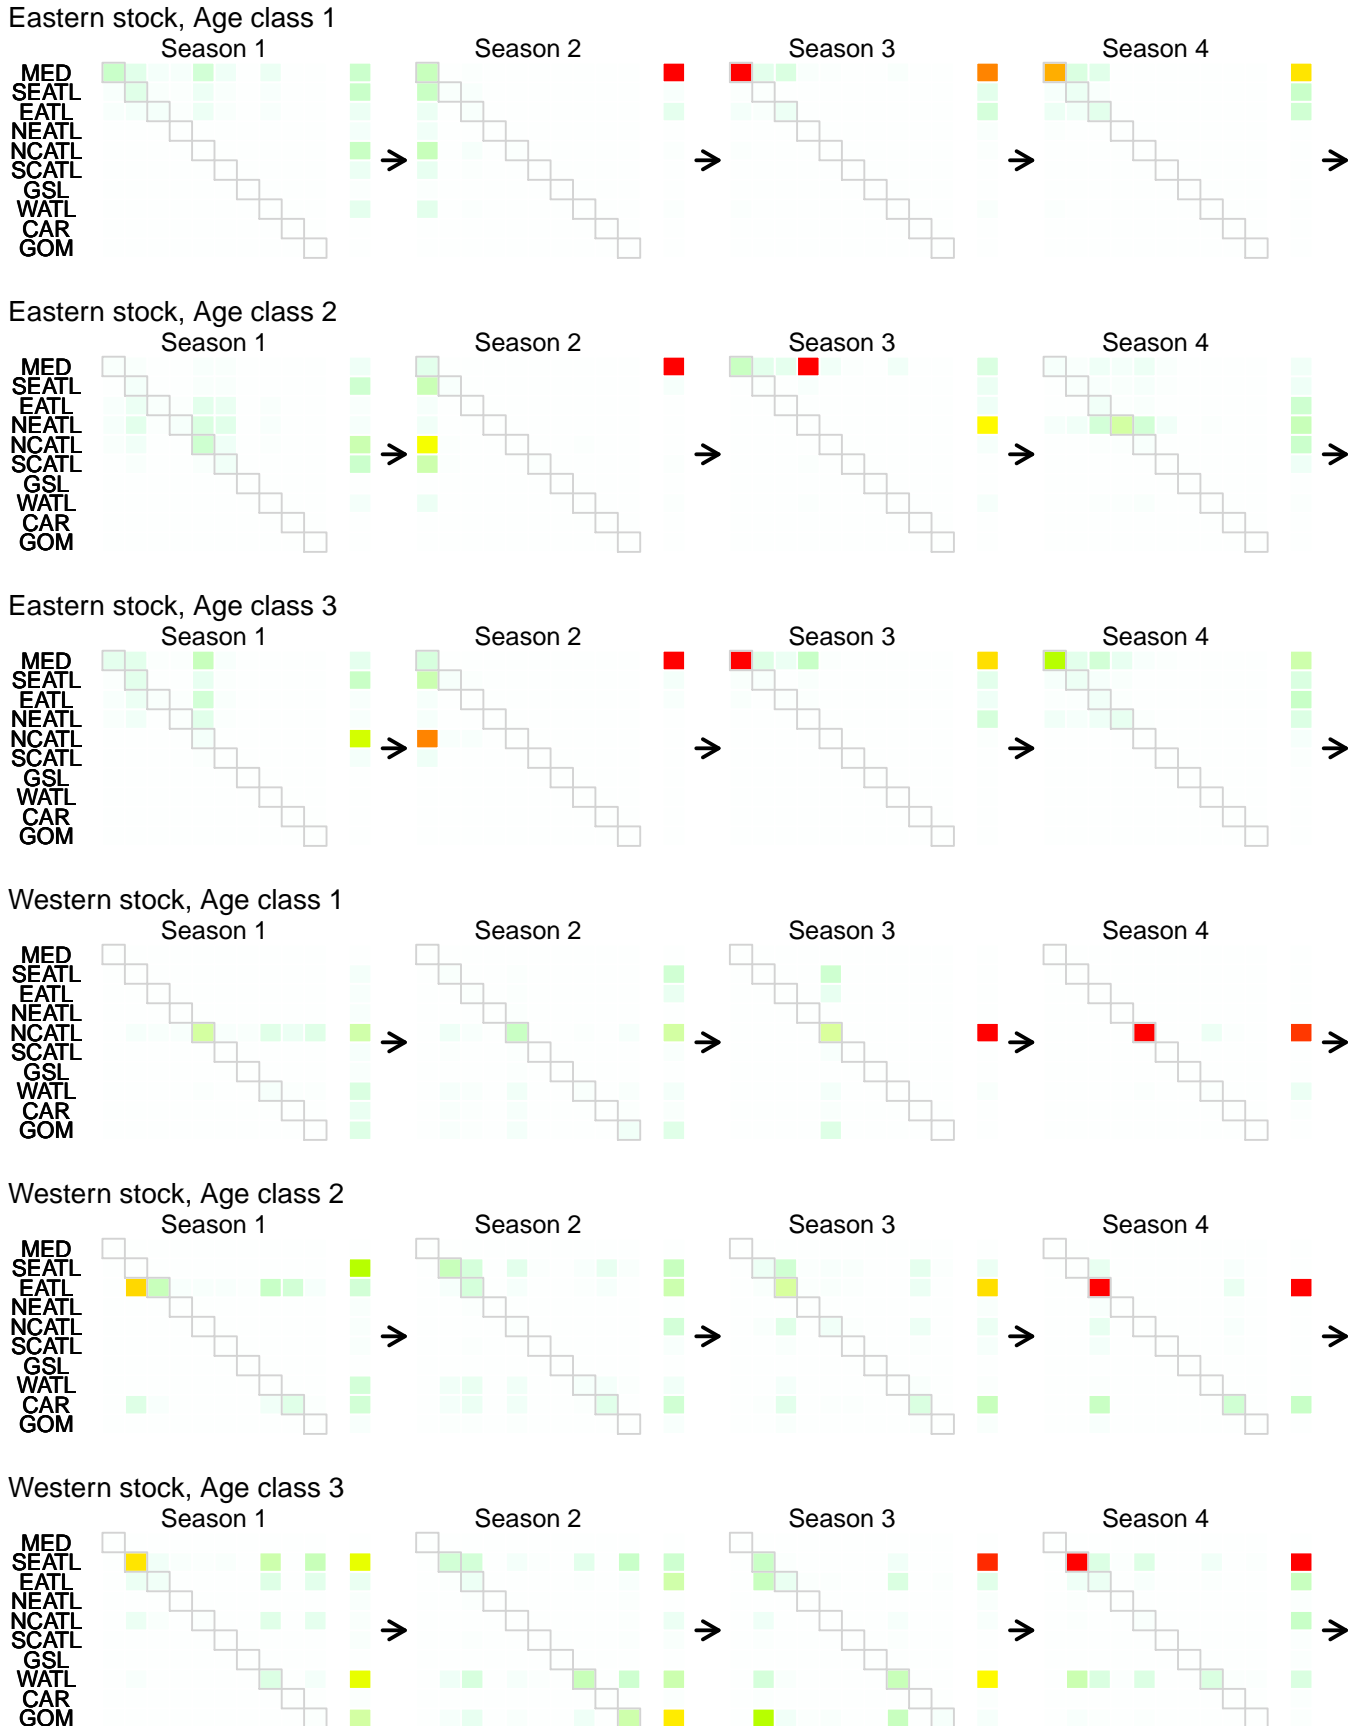 Eastern stock, Age class 1
Season 1 Season 2 Season 3 Season 4
MED
SEATL
EATL
NEATL
NCATL
SCATL
GSL
WATL
CAR
GOM
Eastern stock, Age class 2
Season 1 Season 2 Season 3 Season 4
MED
SEATL
EATL
NEATL
NCATL
SCATL
GSL
WATL
CAR
GOM
Eastern stock, Age class 3
Season 1 Season 2 Season 3 Season 4
MED
SEATL
EATL
NEATL
NCATL
SCATL
GSL
WATL
CAR
GOM
Western stock, Age class 1
Season 1 Season 2 Season 3 Season 4
MED
SEATL
EATL
NEATL
NCATL
SCATL
GSL
WATL
CAR
GOM
Western stock, Age class 2
Season 1 Season 2 Season 3 Season 4
MED
SEATL
EATL
NEATL
NCATL
SCATL
GSL
WATL
CAR
GOM
Western stock, Age class 3
Season 1 Season 2 Season 3 Season 4
MED
SEATL
EATL
NEATL
NCATL
SCATL
GSL
WATL
CAR
GOM